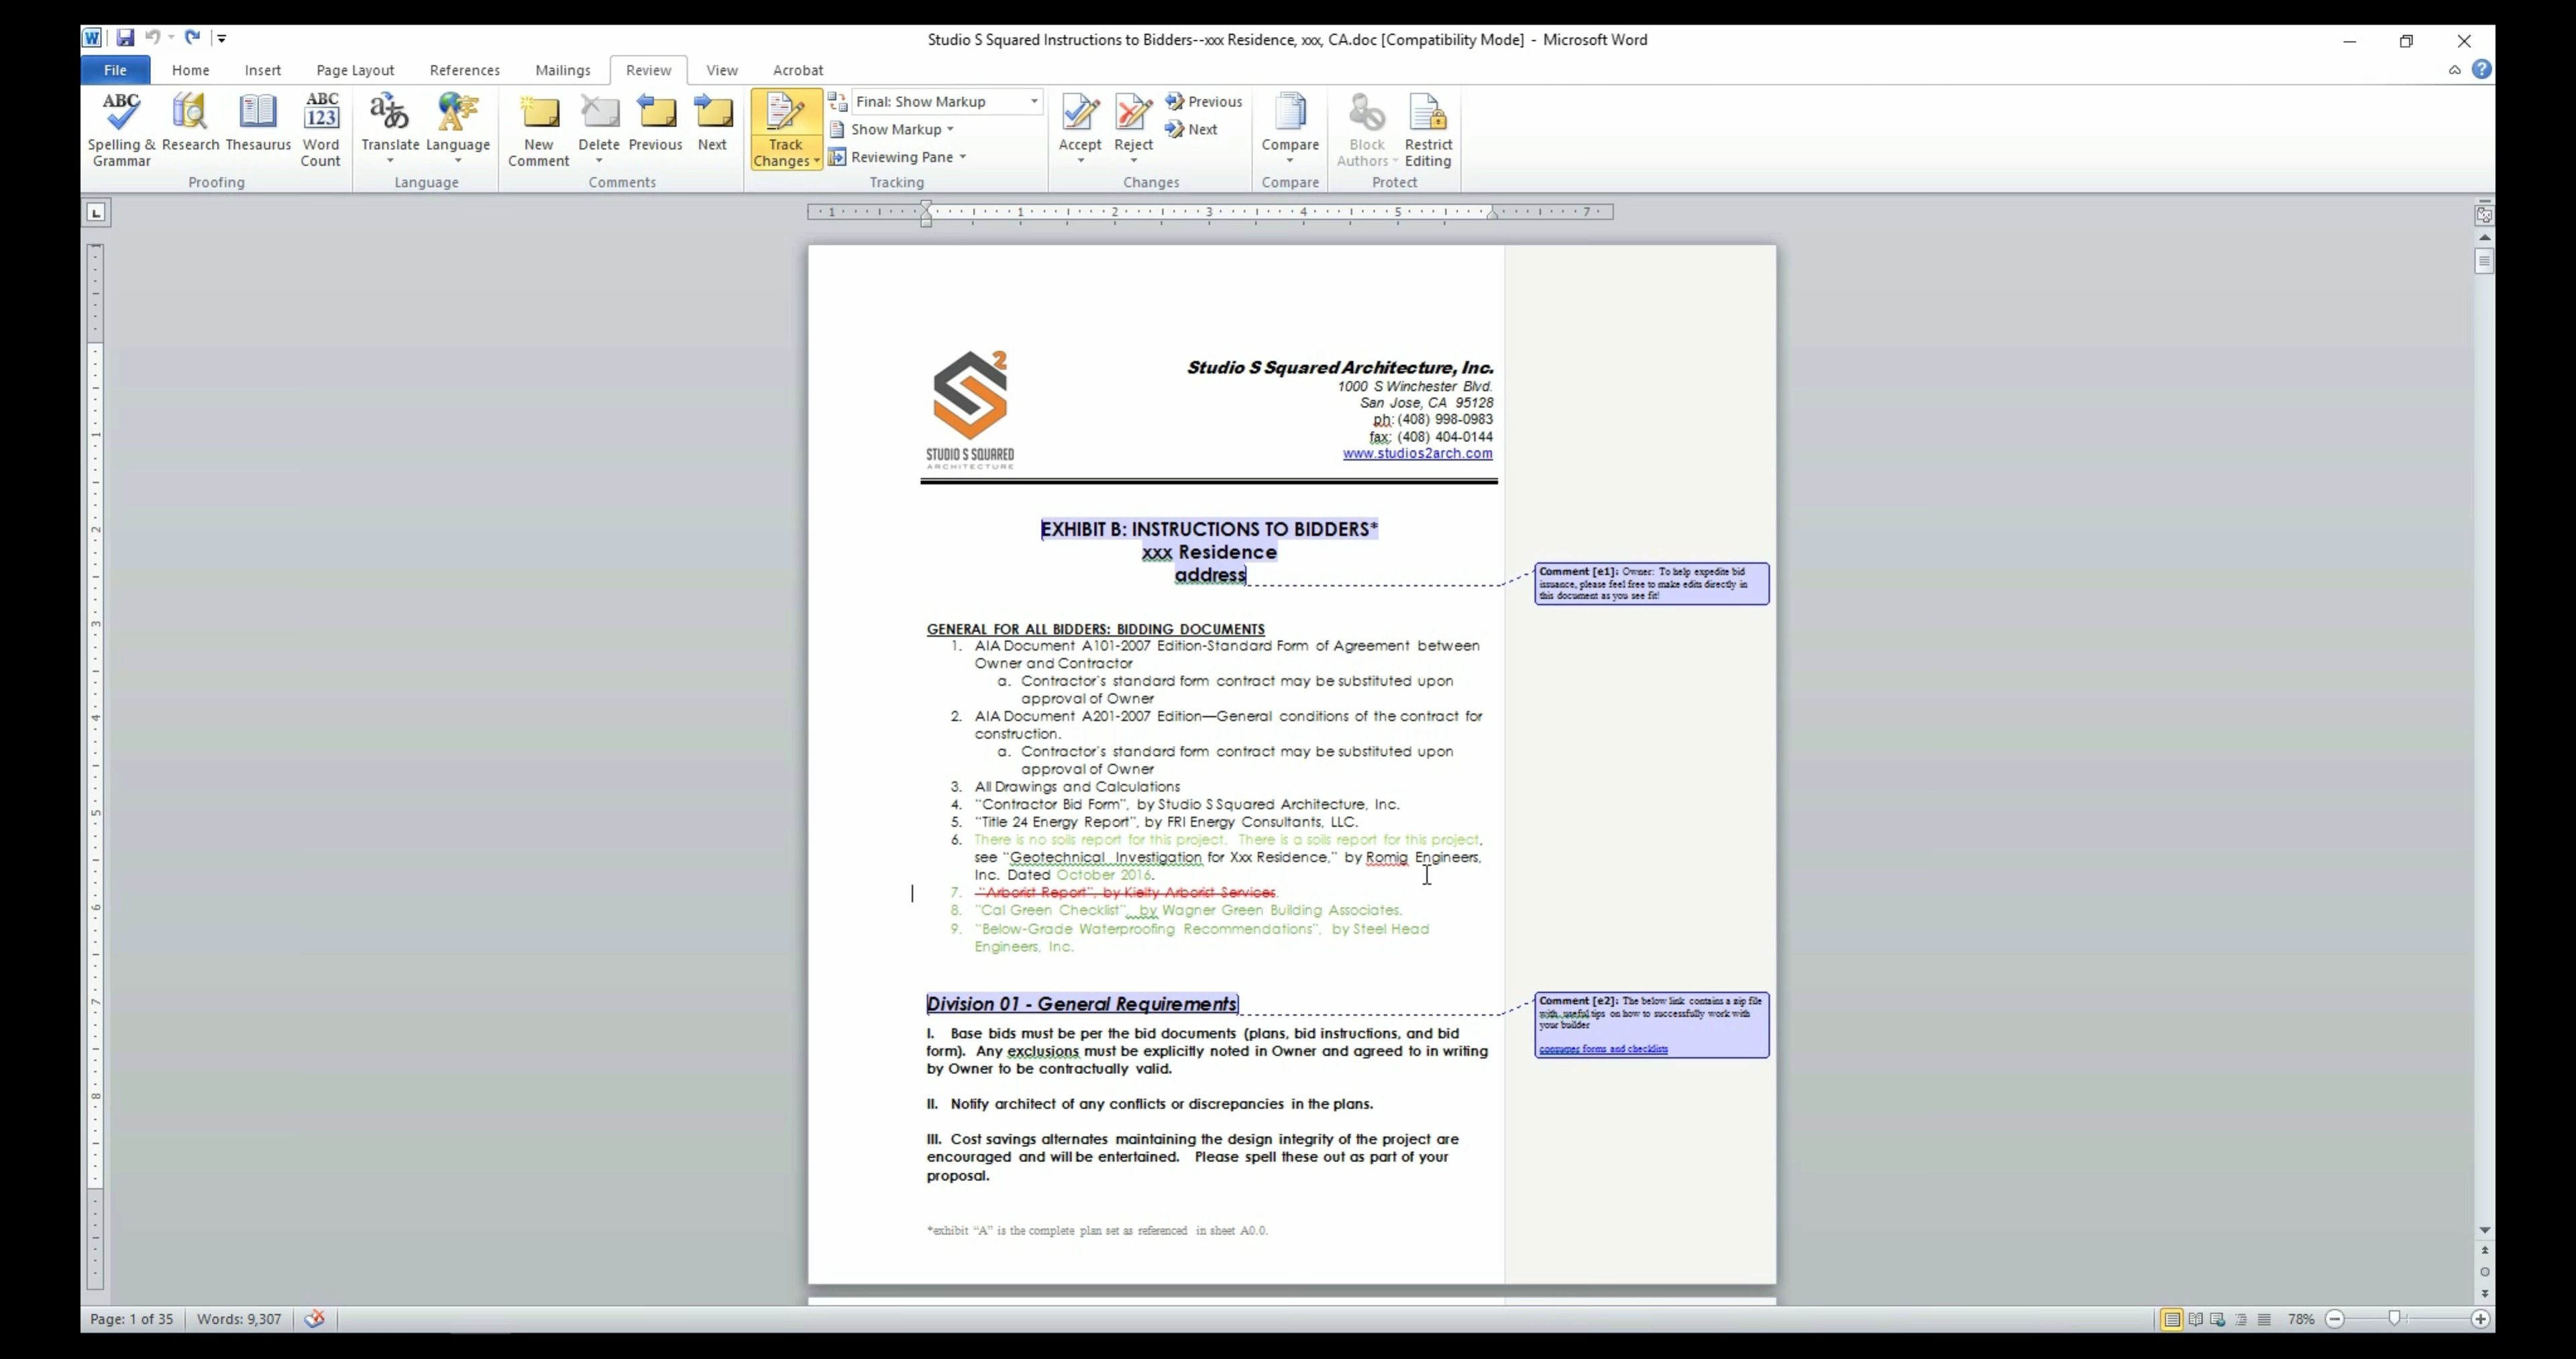 Studio S Squared Instructions to Bidders--xxx Residence, xxx, CA.doc [Compatibility Mode] - Microsoft Word
File Home Insert Page Layout References Mailings Review View Acrobat
Spelling & Grammar
Research
Thesaurus
Word Count
Translate
Language
New Comment
Delete
Previous
Next
Track Changes
Final: Show Markup
Show Markup
Reviewing Pane
Accept
Reject
Previous
Next
Compare
Block Authors
Restrict Editing
Proofing Language Comments Tracking Changes Compare Protect
2
STUDIO S SQUARED
ARCHITECTURE
Studio S Squared Architecture, Inc.
1000 S Winchester Blvd.
San Jose, CA 95128
ph: (408) 998-0983
fax: (408) 404-0144
www.studios2arch.com
EXHIBIT B: INSTRUCTIONS TO BIDDERS*
xxx Residence
address
Comment [e1]: Owner: To help expedite bid
issuance, please feel free to make edits directly in
this document as you see fit!
GENERAL FOR ALL BIDDERS: BIDDING DOCUMENTS
1. AIA Document A101-2007 Edition-Standard Form of Agreement between
Owner and Contractor
a. Contractor's standard form contract may be substituted upon
approval of Owner
2. AIA Document A201-2007 Edition—General conditions of the contract for
construction.
a. Contractor's standard form contract may be substituted upon
approval of Owner
3. All Drawings and Calculations
4. "Contractor Bid Form", by Studio S Squared Architecture, Inc.
5. "Title 24 Energy Report", by FRI Energy Consultants, LLC.
6. There is no soils report for this project. There is a soils report for this project,
see "Geotechnical Investigation for Xxx Residence," by Romig Engineers,
Inc. Dated October 2016.
7. "Arborist Report", by Kielty Arborist Services.
8. "Cal Green Checklist", by Wagner Green Building Associates.
9. "Below-Grade Waterproofing Recommendations", by Steel Head
Engineers, Inc.
Division 01 - General Requirements
Comment [e2]: The below link contains a zip file
with useful tips on how to successfully work with
your builder
consumer forms and checklists
I. Base bids must be per the bid documents (plans, bid instructions, and bid
form). Any exclusions must be explicitly noted in Owner and agreed to in writing
by Owner to be contractually valid.
II. Notify architect of any conflicts or discrepancies in the plans.
III. Cost savings alternates maintaining the design integrity of the project are
encouraged and will be entertained. Please spell these out as part of your
proposal.
*exhibit "A" is the complete plan set as referenced in sheet A0.0.
Page: 1 of 35 Words: 9,307 78%